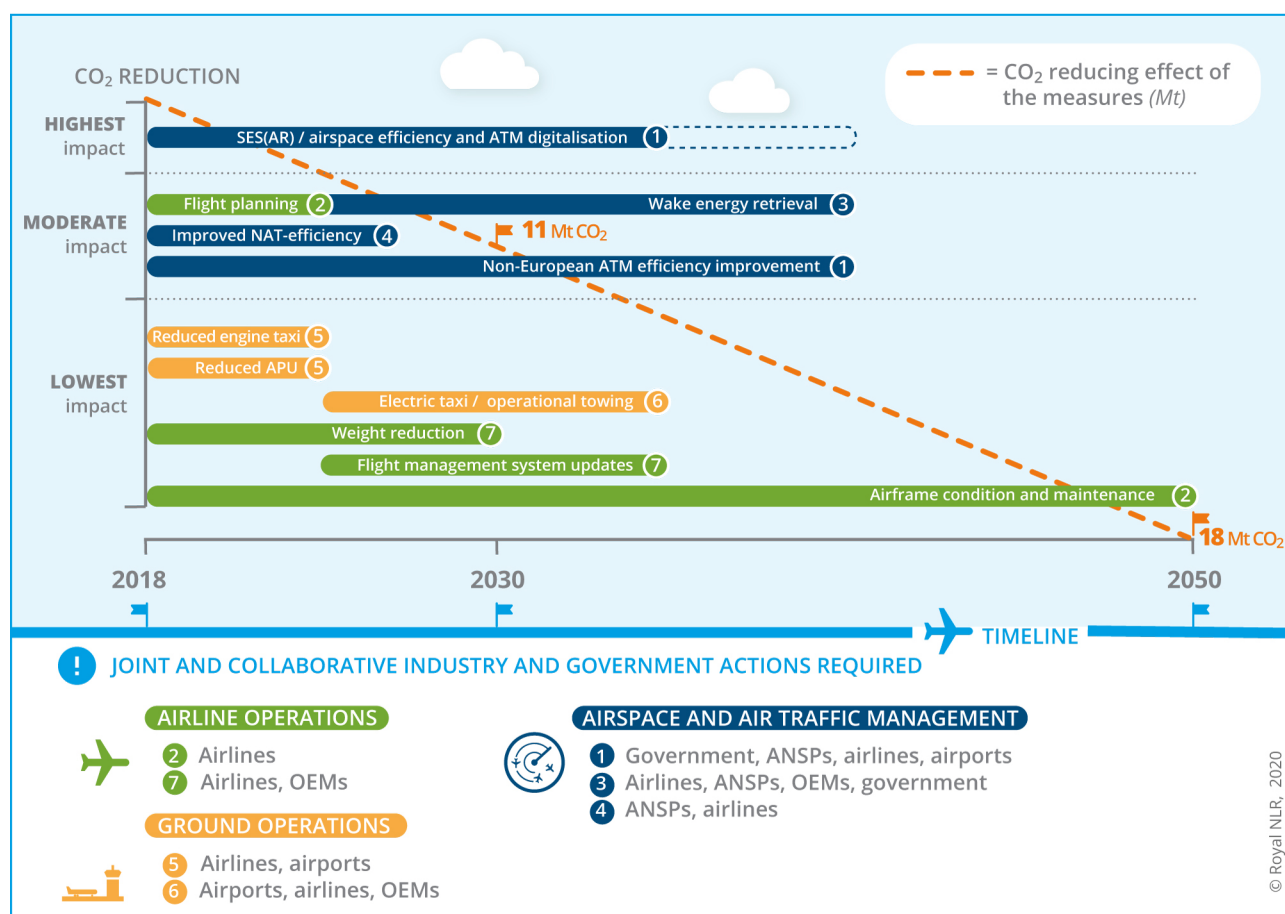 CO₂ REDUCTION
= CO₂ reducing effect of
the measures (Mt)
HIGHEST
impact
SES(AR) / airspace efficiency and ATM digitalisation 1
MODERATE
impact
Flight planning 2
Wake energy retrieval 3
Improved NAT-efficiency 4
11 Mt CO₂
Non-European ATM efficiency improvement 1
LOWEST
impact
Reduced engine taxi 5
Reduced APU 5
Electric taxi / operational towing 6
Weight reduction 7
Flight management system updates 7
Airframe condition and maintenance 2
18 Mt CO₂
2018 2030 2050
TIMELINE
! JOINT AND COLLABORATIVE INDUSTRY AND GOVERNMENT ACTIONS REQUIRED
AIRLINE OPERATIONS
2 Airlines
7 Airlines, OEMs
GROUND OPERATIONS
5 Airlines, airports
6 Airports, airlines, OEMs
AIRSPACE AND AIR TRAFFIC MANAGEMENT
1 Government, ANSPs, airlines, airports
3 Airlines, ANSPs, OEMs, government
4 ANSPs, airlines
© Royal NLR, 2020